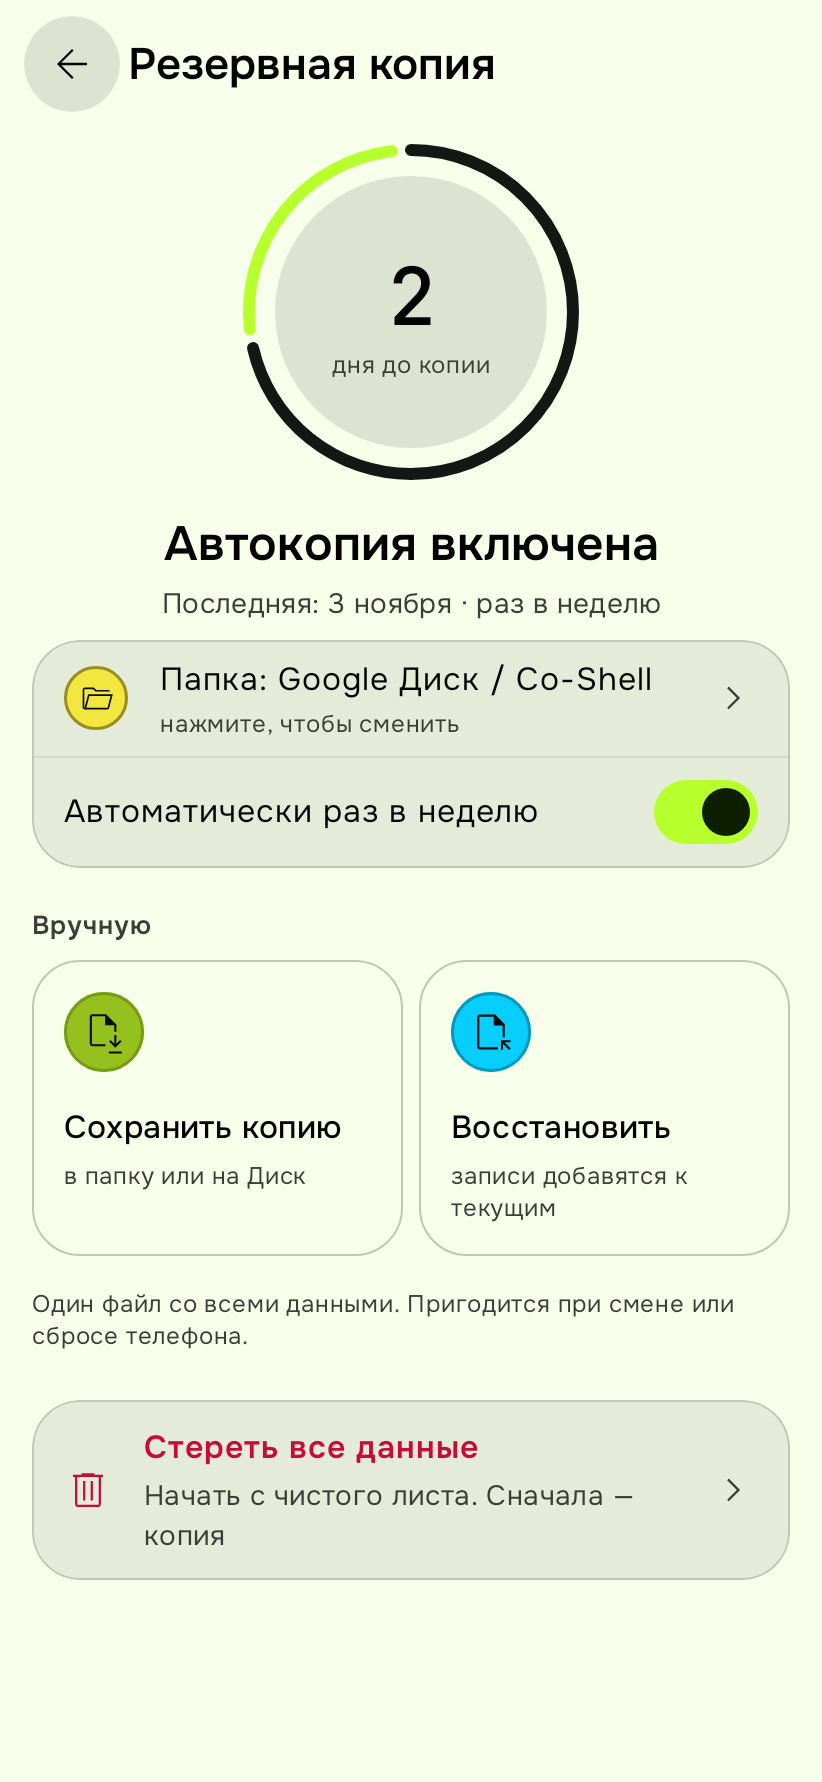 Резервная копия
2
дня до копии
Автокопия включена
Последняя: 3 ноября · раз в неделю
Папка: Google Диск / Co-Shell
нажмите, чтобы сменить
Автоматически раз в неделю
Вручную
Сохранить копию
в папку или на Диск
Восстановить
записи добавятся к
текущим
Один файл со всеми данными. Пригодится при смене или
сбросе телефона.
Стереть все данные
Начать с чистого листа. Сначала —
копия